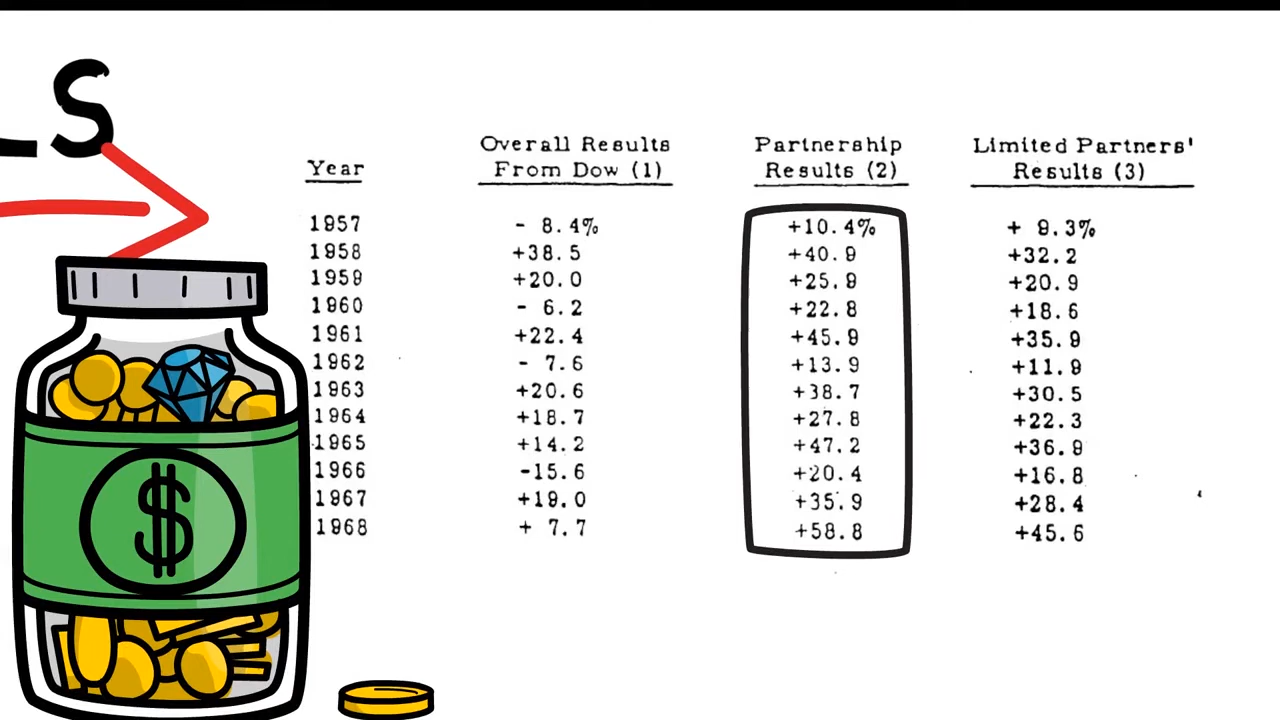 LS
Year Overall Results From Dow (1) Partnership Results (2) Limited Partners' Results (3)
1957 - 8.4% +10.4% + 9.3%
1958 +38.5 +40.9 +32.2
1959 +20.0 +25.9 +20.9
1960 - 6.2 +22.8 +18.6
1961 +22.4 +45.9 +35.9
1962 - 7.6 +13.9 +11.9
1963 +20.6 +38.7 +30.5
1964 +18.7 +27.8 +22.3
1965 +14.2 +47.2 +36.9
1966 -15.6 +20.4 +16.8
1967 +19.0 +35.9 +28.4
1968 + 7.7 +58.8 +45.6
$